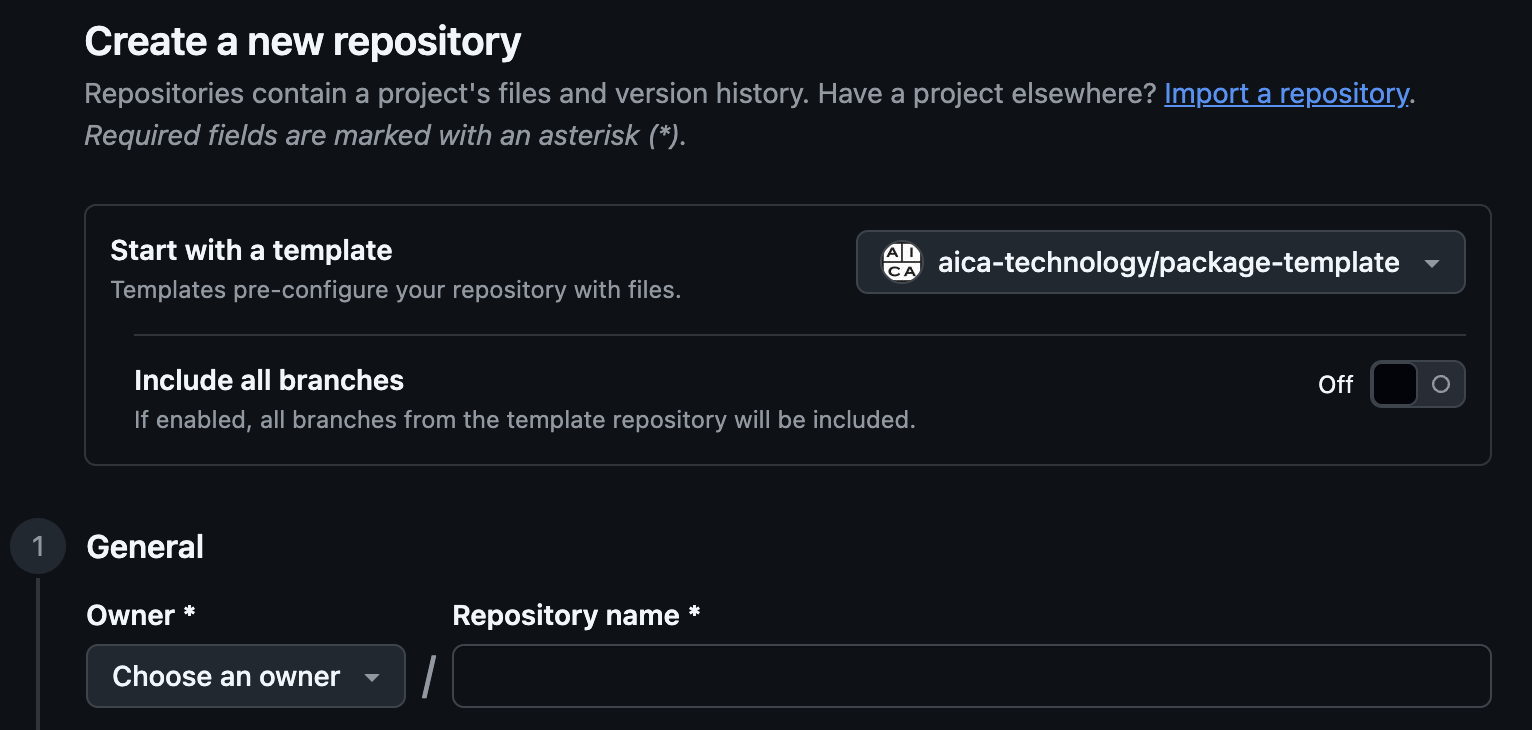 Create a new repository
Repositories contain a project's files and version history. Have a project elsewhere? Import a repository.
Required fields are marked with an asterisk (*).
Start with a template
Templates pre-configure your repository with files.
AICA
aica-technology/package-template
Include all branches
If enabled, all branches from the template repository will be included.
Off
1
General
Owner *
Repository name *
Choose an owner
/